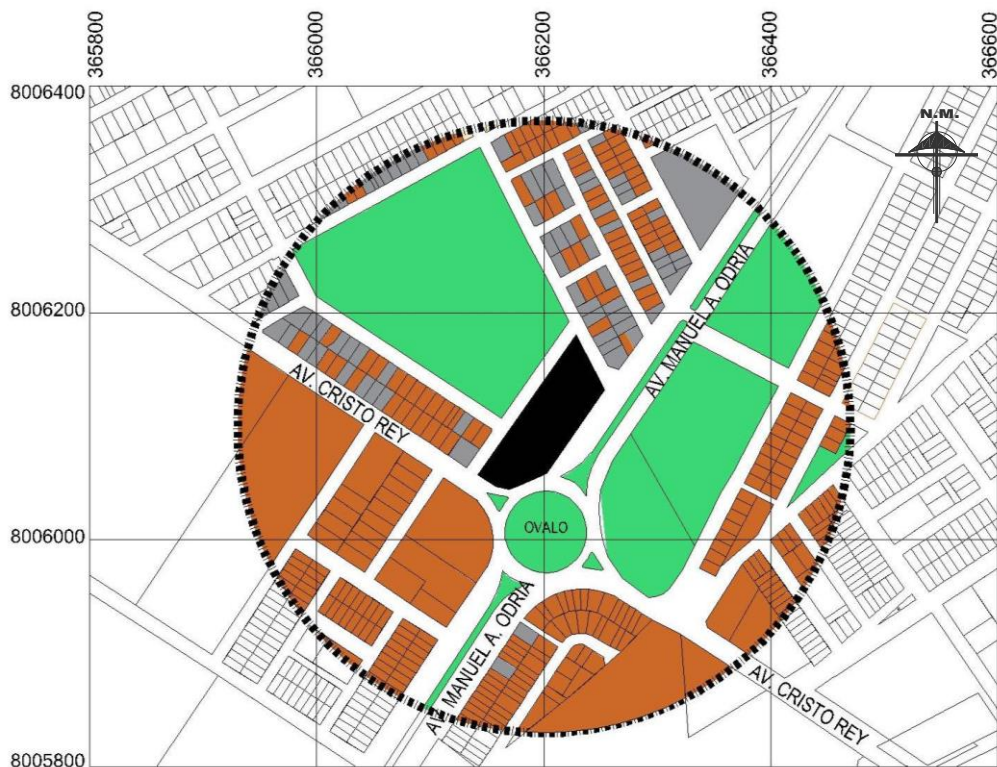 365800
366000
366200
366400
366600
8006400
N.M.
AV. MANUEL A. ODRIA
8006200
AV. CRISTO REY
OVALO
8006000
AV. MANUEL A. ODRIA
AV. CRISTO REY
8005800